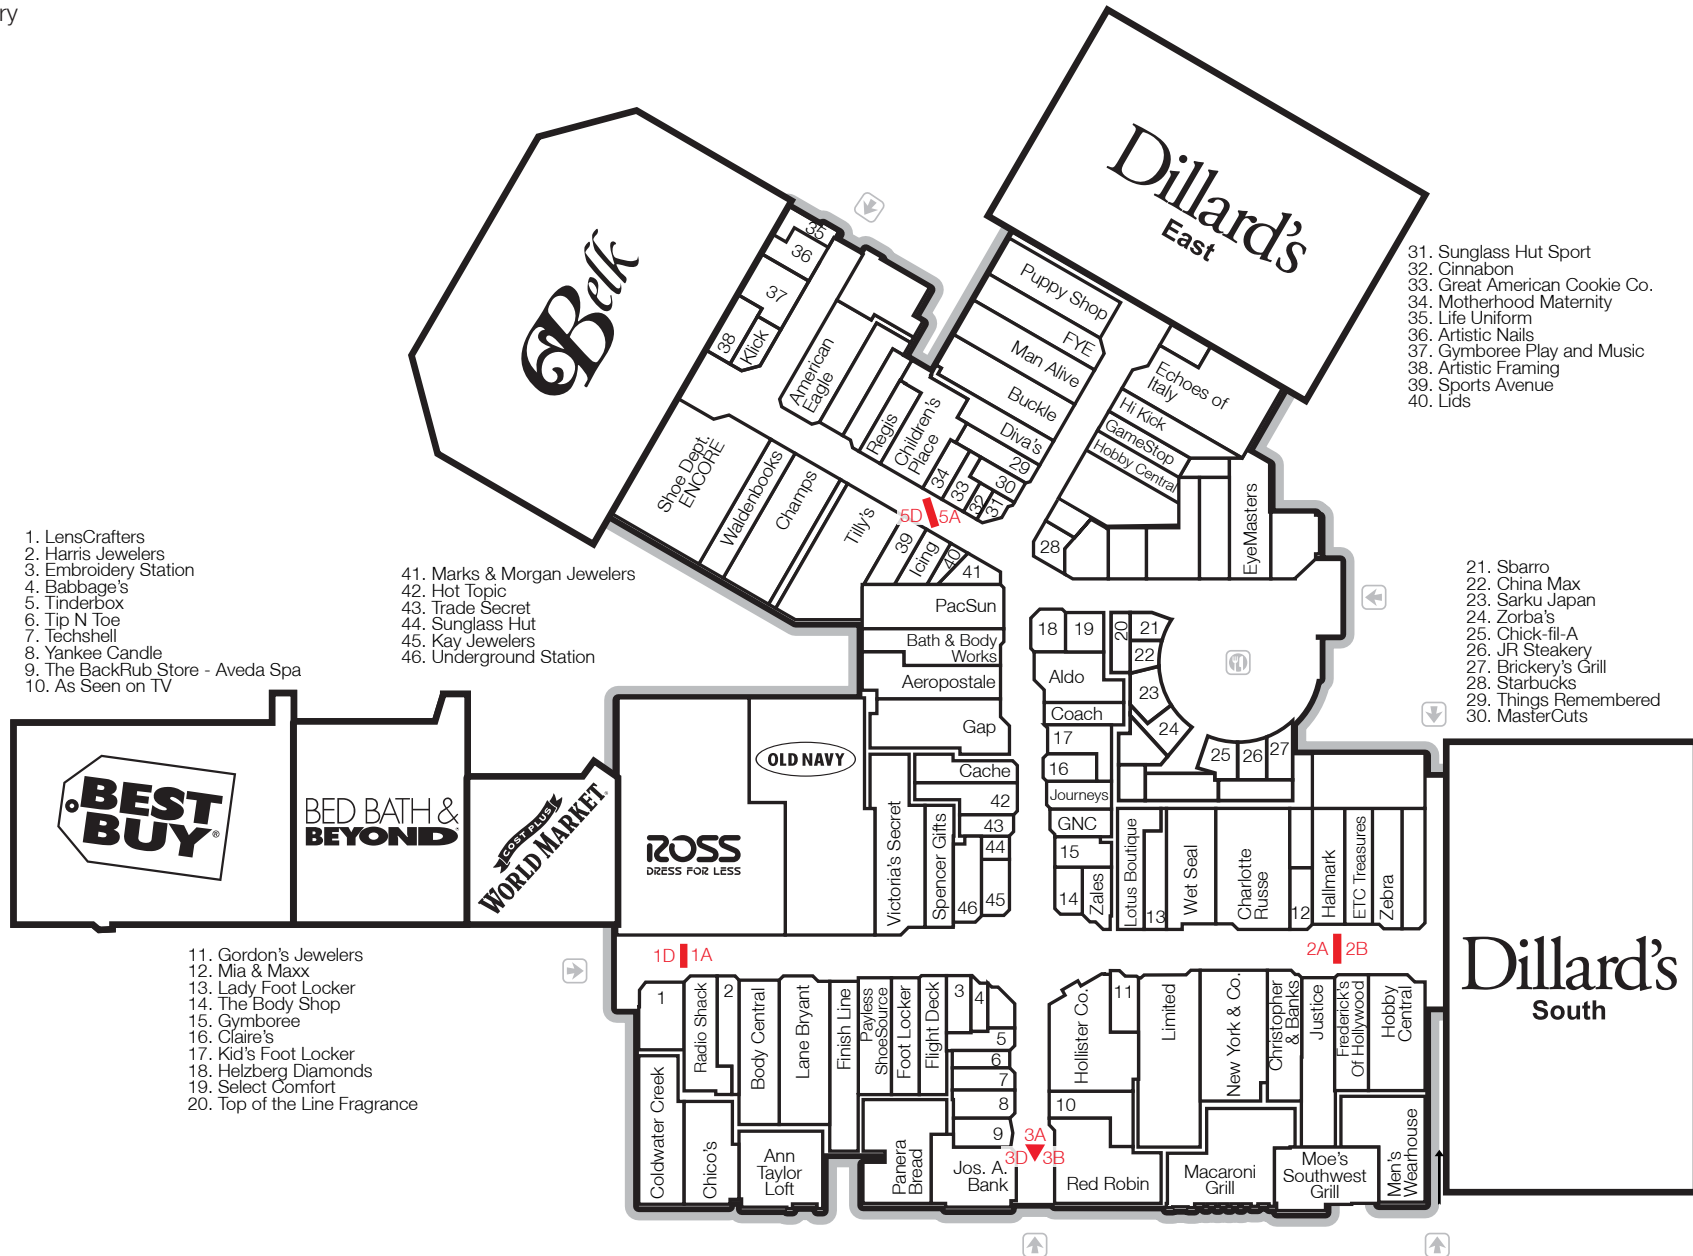 ry
Dillard's
East
Belk
35
36
37
38
Klick
American
Eagle
Regis
Children's
Place
34
33
32
31
30
29
Puppy Shop
FYE
Man Alive
Buckle
Diva's
Echoes of
Italy
Hi Kick
GameStop
Hobby Central
28
EyeMasters
31. Sunglass Hut Sport
32. Cinnabon
33. Great American Cookie Co.
34. Motherhood Maternity
35. Life Uniform
36. Artistic Nails
37. Gymboree Play and Music
38. Artistic Framing
39. Sports Avenue
40. Lids
Shoe Dept.
ENCORE
Waldenbooks
Champs
Tilly's
39
Icing
40
41
5D 5A
1. LensCrafters
2. Harris Jewelers
3. Embroidery Station
4. Babbage's
5. Tinderbox
6. Tip N Toe
7. Techshell
8. Yankee Candle
9. The BackRub Store - Aveda Spa
10. As Seen on TV
41. Marks & Morgan Jewelers
42. Hot Topic
43. Trade Secret
44. Sunglass Hut
45. Kay Jewelers
46. Underground Station
21. Sbarro
22. China Max
23. Sarku Japan
24. Zorba's
25. Chick-fil-A
26. JR Steakery
27. Brickery's Grill
28. Starbucks
29. Things Remembered
30. MasterCuts
PacSun
Bath & Body
Works
Aeropostale
Gap
Cache
42
43
44
45
46
Victoria's Secret
Spencer Gifts
18
19
20
21
22
23
24
25
26
27
Aldo
Coach
17
16
Journeys
GNC
15
14
Zales
Lotus Boutique
13
Wet Seal
Charlotte
Russe
12
Hallmark
ETC Treasures
Zebra
BEST
BUY®
BED BATH &
BEYOND
COST PLUS
WORLD MARKET
ROSS
DRESS FOR LESS
OLD NAVY
1D 1A
2A 2B
Dillard's
South
11. Gordon's Jewelers
12. Mia & Maxx
13. Lady Foot Locker
14. The Body Shop
15. Gymboree
16. Claire's
17. Kid's Foot Locker
18. Helzberg Diamonds
19. Select Comfort
20. Top of the Line Fragrance
1
Radio Shack
2
Body Central
Lane Bryant
Finish Line
Payless
ShoeSource
Foot Locker
Flight Deck
3
4
5
6
7
8
9
Coldwater Creek
Chico's
Ann
Taylor
Loft
Panera
Bread
Jos. A.
Bank
3A
3D 3B
Hollister Co.
11
10
Limited
New York & Co.
Christopher
& Banks
Justice
Frederick's
Of Hollywood
Hobby
Central
Red Robin
Macaroni
Grill
Moe's
Southwest
Grill
Men's
Wearhouse